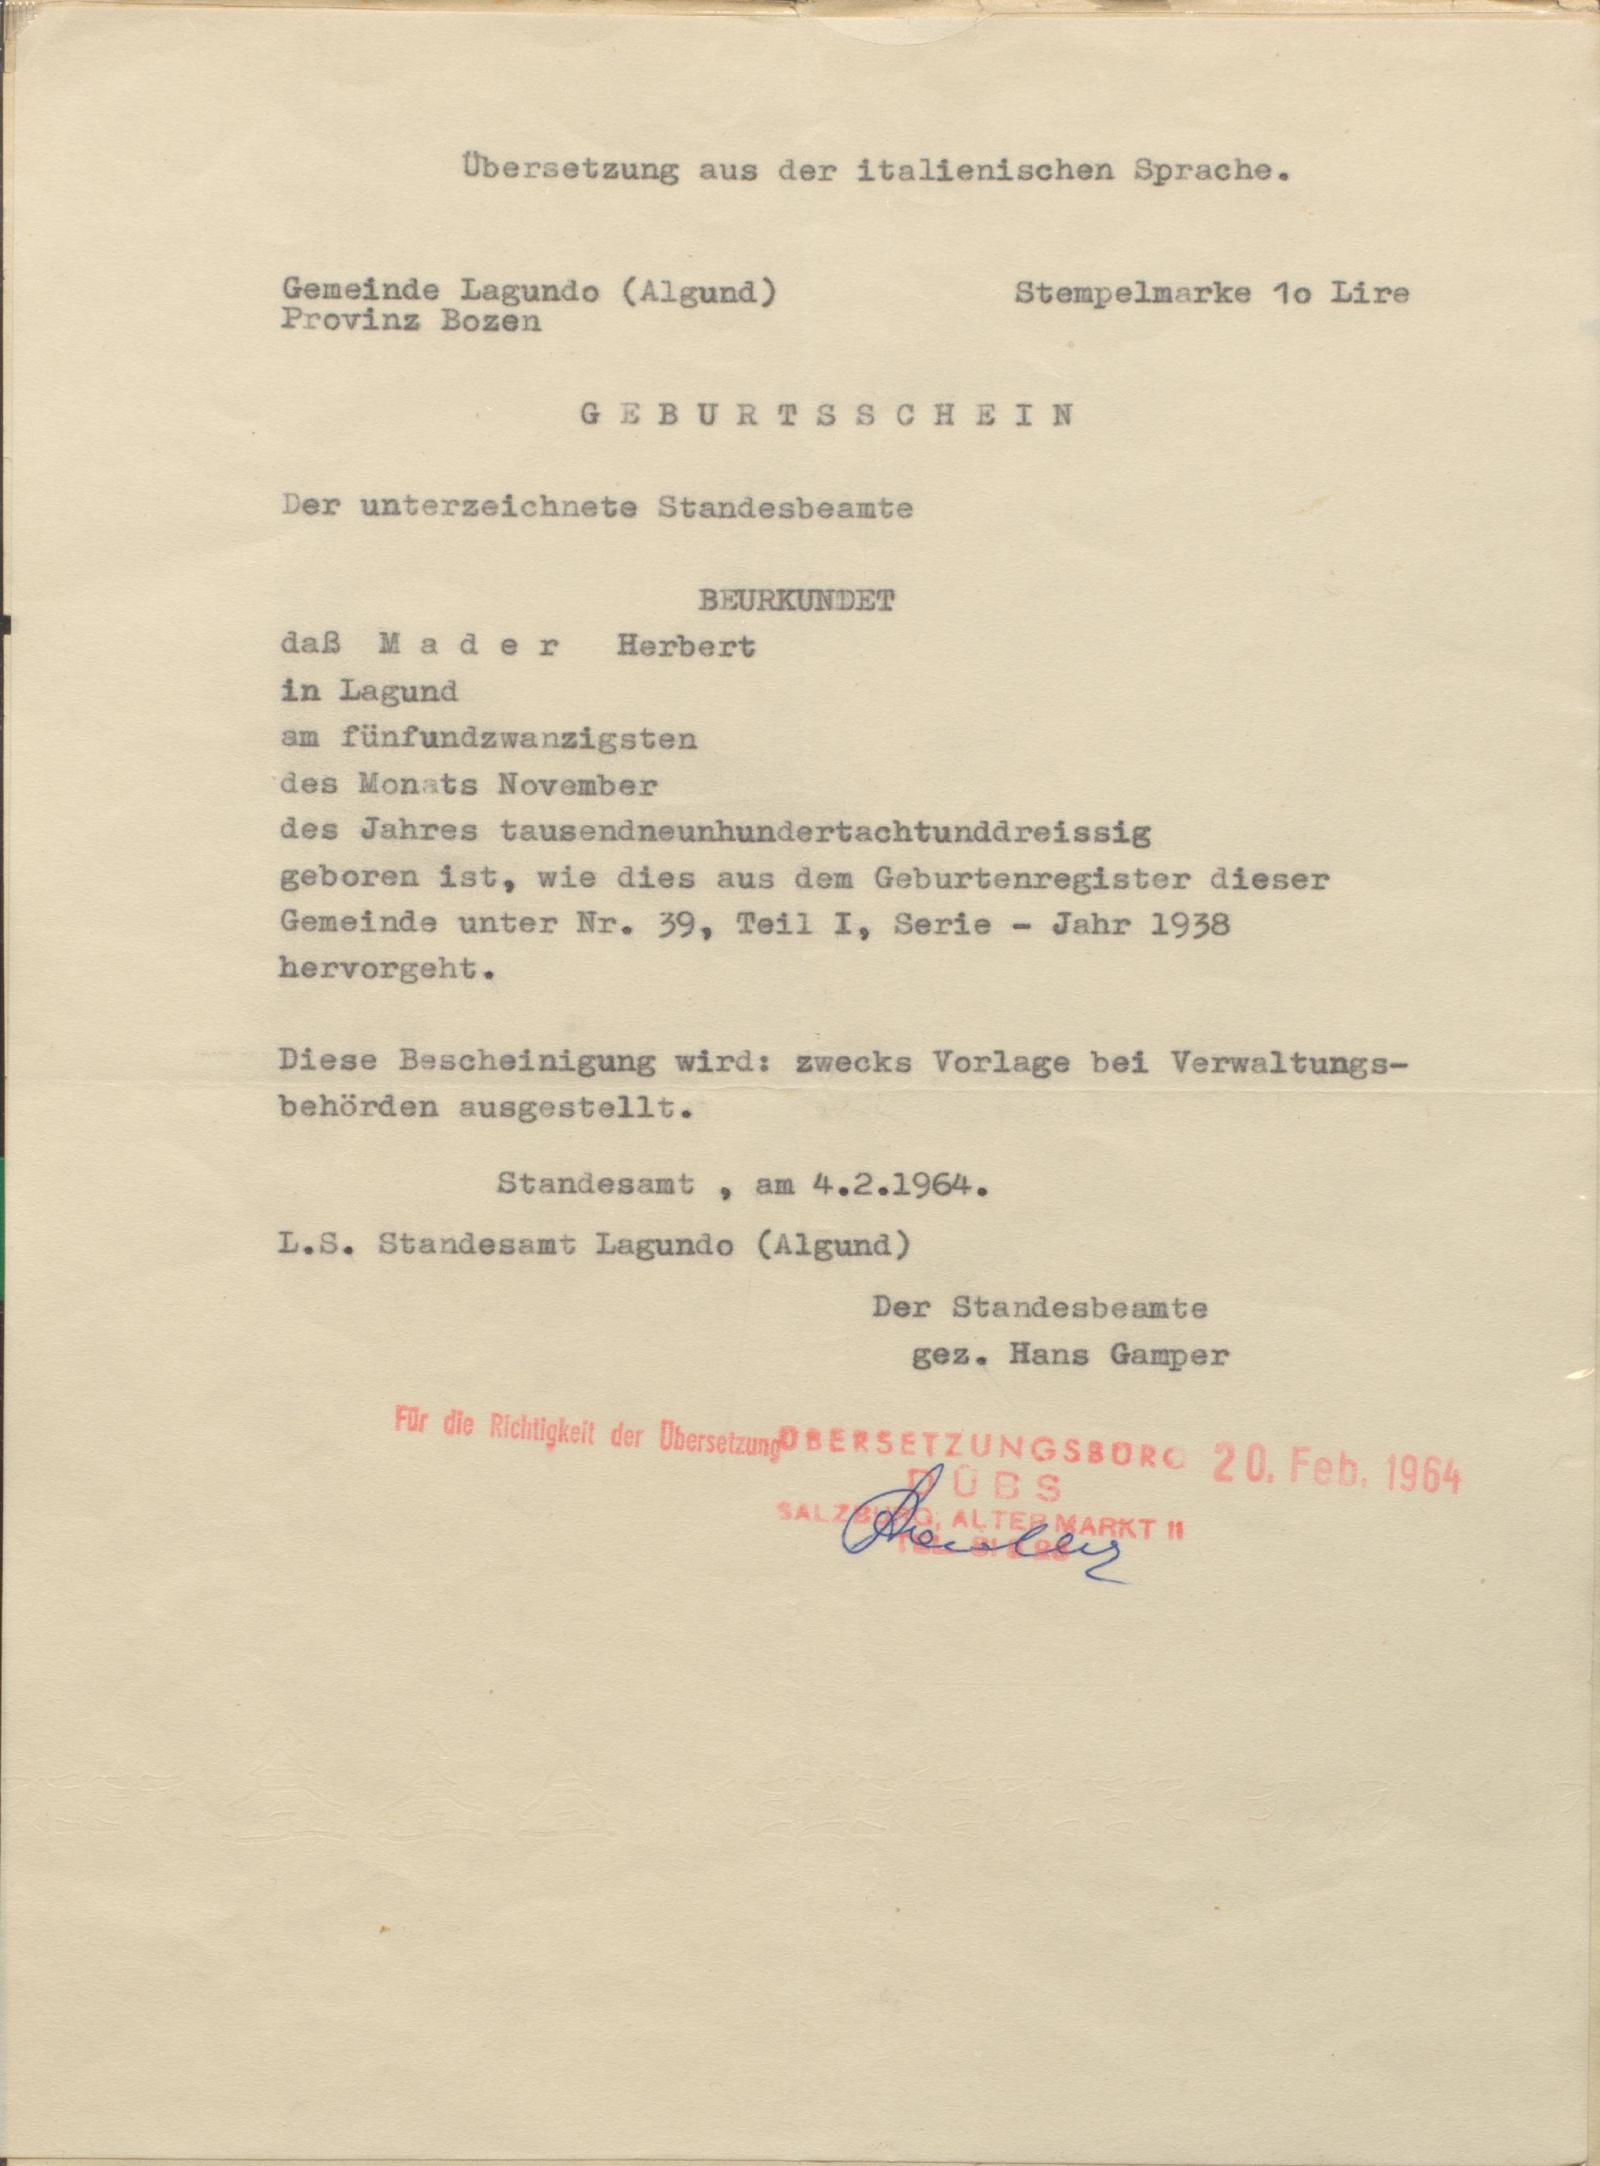 Übersetzung aus der italienischen Sprache.
Gemeinde Lagundo (Algund) Stempelmarke 1o Lire
Provinz Bozen
G E B U R T S S C H E I N
Der unterzeichnete Standesbeamte
BEURKUNDET
daß M a d e r Herbert
in Lagund
am fünfundzwanzigsten
des Monats November
des Jahres tausendneunhundertachtunddreissig
geboren ist, wie dies aus dem Geburtenregister dieser
Gemeinde unter Nr. 39, Teil I, Serie - Jahr 1938
hervorgeht.
Diese Bescheinigung wird: zwecks Vorlage bei Verwaltungs-
behörden ausgestellt.
Standesamt , am 4.2.1964.
L.S. Standesamt Lagundo (Algund)
Der Standesbeamte
gez. Hans Gamper
Für die Richtigkeit der Übersetzung ÜBERSETZUNGSBÜRO 20. Feb. 1964
DÜBS
SALZBURG, ALTER MARKT 11
TEL.